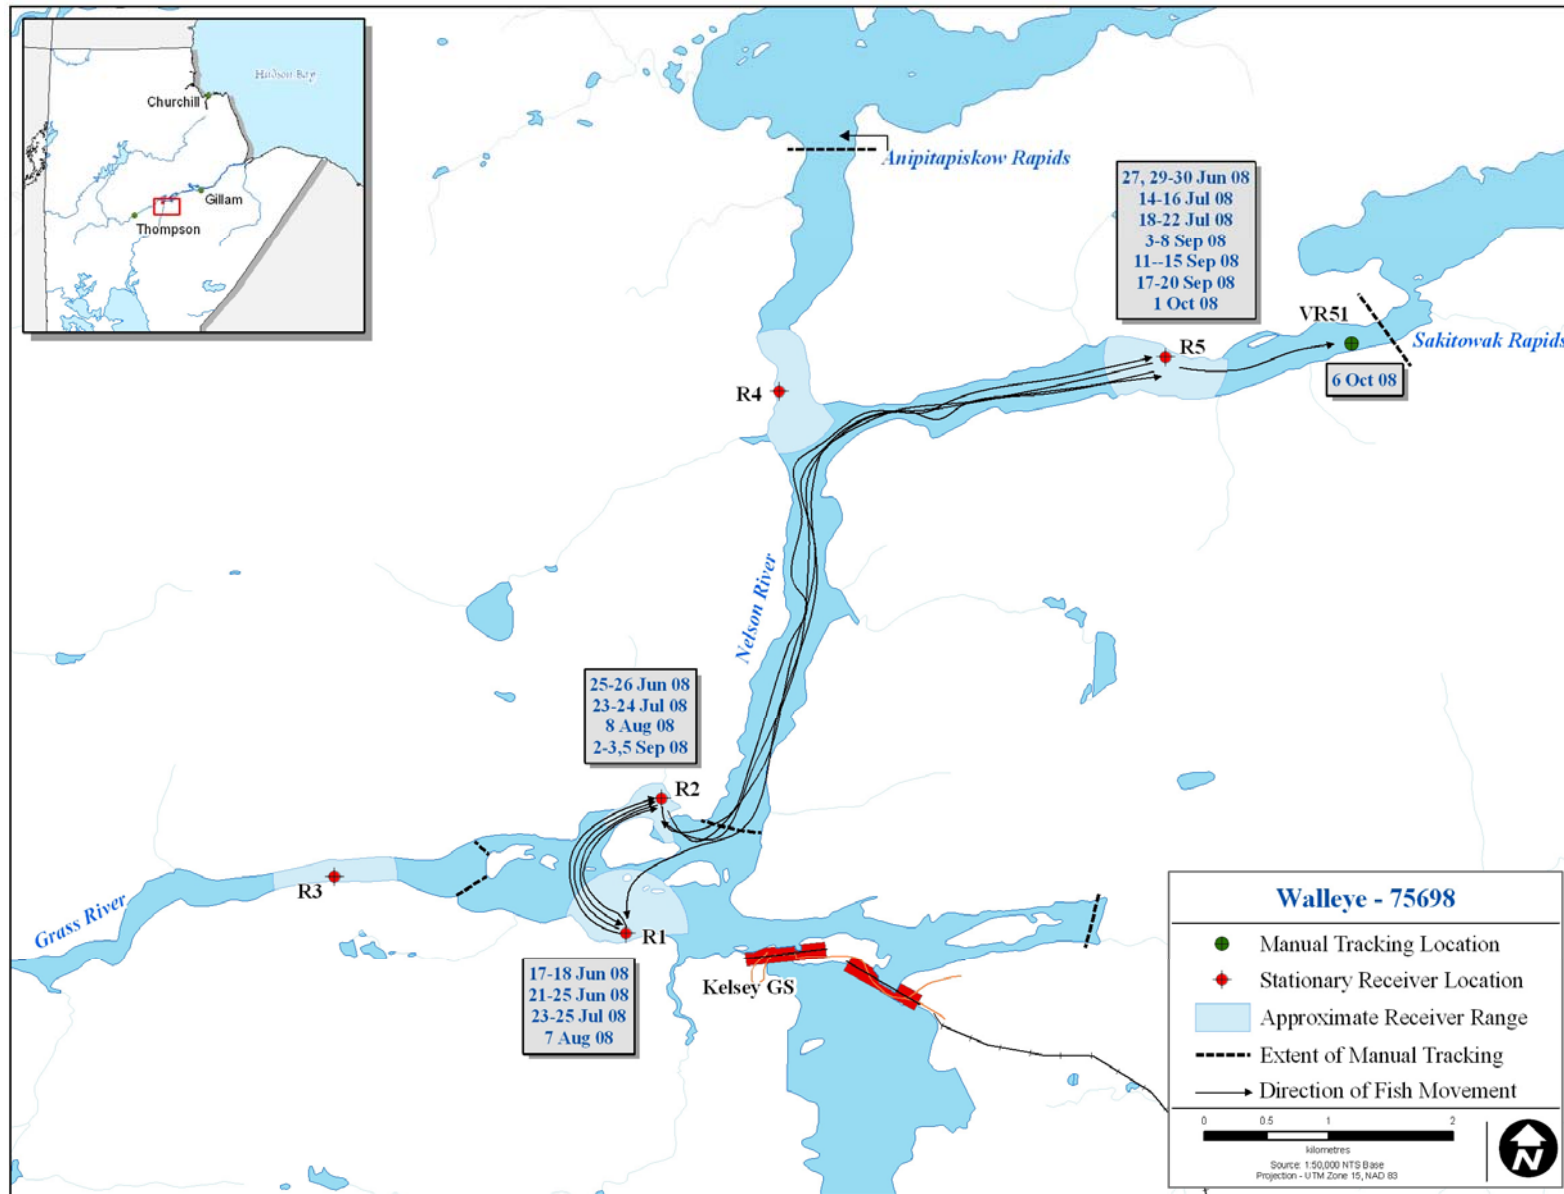 Hudson Bay
Churchill
Gillam
Thompson
Anipitapiskow Rapids
27, 29-30 Jun 08
14-16 Jul 08
18-22 Jul 08
3-8 Sep 08
11--15 Sep 08
17-20 Sep 08
1 Oct 08
VR51
Sakitowak Rapids
R5
6 Oct 08
R4
Nelson River
25-26 Jun 08
23-24 Jul 08
8 Aug 08
2-3,5 Sep 08
R2
R3
Grass River
R1
17-18 Jun 08
21-25 Jun 08
23-25 Jul 08
7 Aug 08
Kelsey GS
Walleye - 75698
Manual Tracking Location
Stationary Receiver Location
Approximate Receiver Range
Extent of Manual Tracking
Direction of Fish Movement
0 0.5 1 2
kilometres
Source: 1:50,000 NTS Base
Projection - UTM Zone 15, NAD 83
N